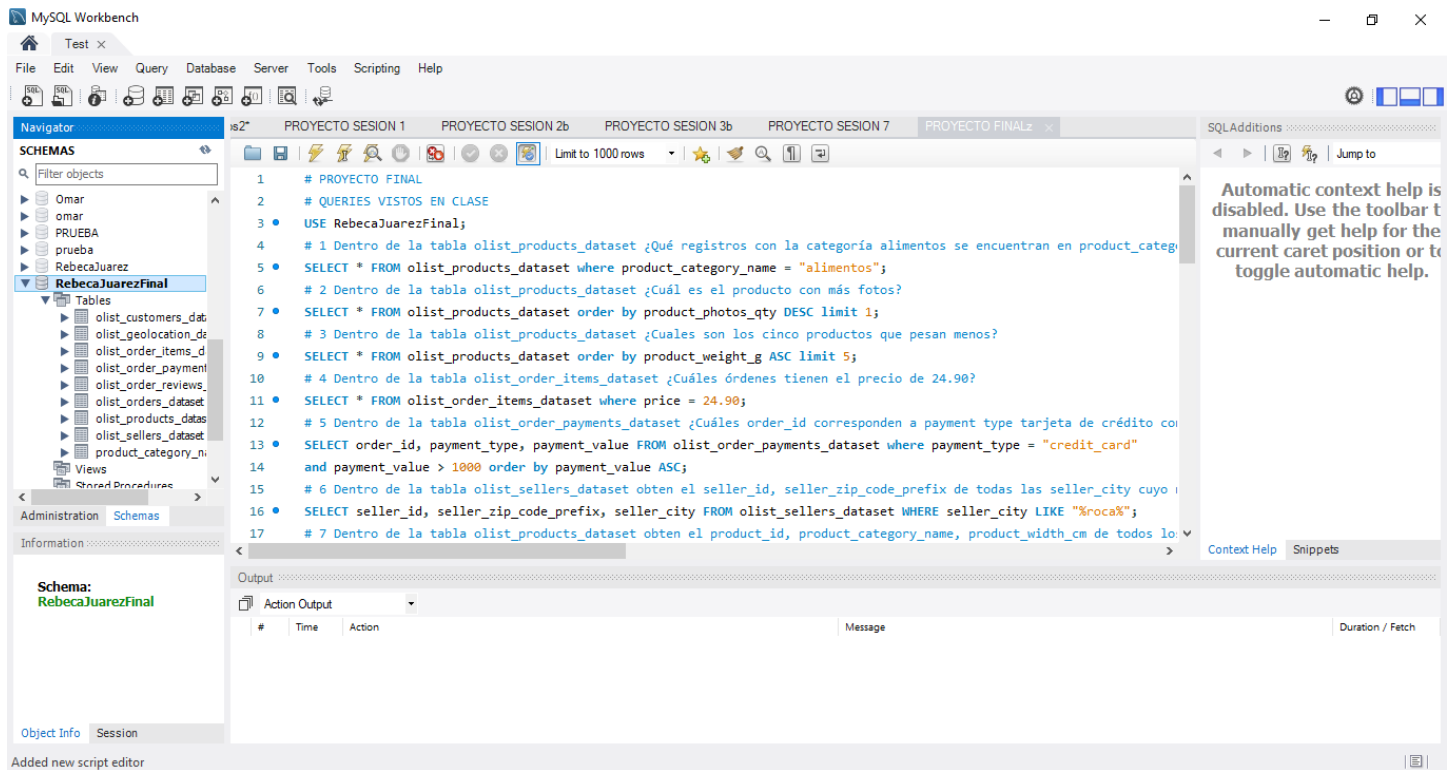 MySQL Workbench
Test
File Edit View Query Database Server Tools Scripting Help
Navigator
SCHEMAS
Filter objects
Omar
omar
PRUEBA
prueba
RebecaJuarez
RebecaJuarezFinal
Tables
olist_customers_dat
olist_geolocation_da
olist_order_items_d
olist_order_payment
olist_order_reviews_
olist_orders_dataset
olist_products_datas
olist_sellers_dataset
product_category_n
Views
Stored Procedures
Administration Schemas
Information
Schema:
RebecaJuarezFinal
Object Info Session
os2* PROYECTO SESION 1 PROYECTO SESION 2b PROYECTO SESION 3b PROYECTO SESION 7 PROYECTO FINALz
Limit to 1000 rows
1 # PROYECTO FINAL
2 # QUERIES VISTOS EN CLASE
3 USE RebecaJuarezFinal;
4 # 1 Dentro de la tabla olist_products_dataset ¿Qué registros con la categoría alimentos se encuentran en product_categ
5 SELECT * FROM olist_products_dataset where product_category_name = "alimentos";
6 # 2 Dentro de la tabla olist_products_dataset ¿Cuál es el producto con más fotos?
7 SELECT * FROM olist_products_dataset order by product_photos_qty DESC limit 1;
8 # 3 Dentro de la tabla olist_products_dataset ¿Cuales son los cinco productos que pesan menos?
9 SELECT * FROM olist_products_dataset order by product_weight_g ASC limit 5;
10 # 4 Dentro de la tabla olist_order_items_dataset ¿Cuáles órdenes tienen el precio de 24.90?
11 SELECT * FROM olist_order_items_dataset where price = 24.90;
12 # 5 Dentro de la tabla olist_order_payments_dataset ¿Cuáles order_id corresponden a payment type tarjeta de crédito co
13 SELECT order_id, payment_type, payment_value FROM olist_order_payments_dataset where payment_type = "credit_card"
14 and payment_value > 1000 order by payment_value ASC;
15 # 6 Dentro de la tabla olist_sellers_dataset obten el seller_id, seller_zip_code_prefix de todas las seller_city cuyo
16 SELECT seller_id, seller_zip_code_prefix, seller_city FROM olist_sellers_dataset WHERE seller_city LIKE "%roca%";
17 # 7 Dentro de la tabla olist_products_dataset obten el product_id, product_category_name, product_width_cm de todos lo
Output
Action Output
# Time Action Message Duration / Fetch
SQLAdditions
Jump to
Automatic context help is
disabled. Use the toolbar t
manually get help for the
current caret position or to
toggle automatic help.
Context Help Snippets
Added new script editor